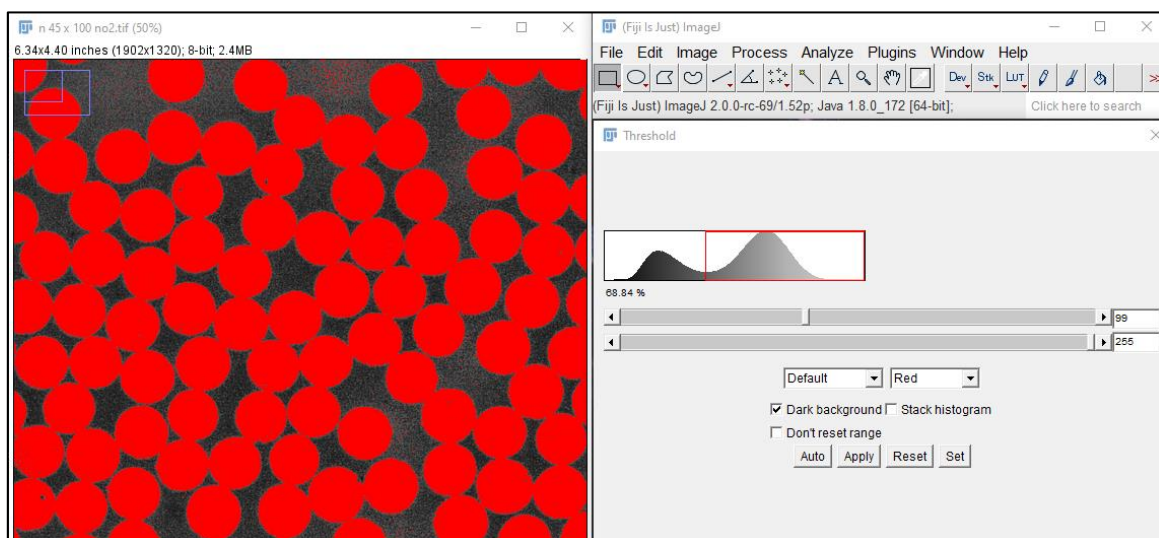 n 45 x 100 no2.tif (50%)
6.34x4.40 inches (1902x1320); 8-bit; 2.4MB
(Fiji Is Just) ImageJ
File Edit Image Process Analyze Plugins Window Help
A Dev Stk LUT >>
(Fiji Is Just) ImageJ 2.0.0-rc-69/1.52p; Java 1.8.0_172 [64-bit]; Click here to search
Threshold
68.84 %
99
255
Default Red
Dark background Stack histogram
Don't reset range
Auto Apply Reset Set